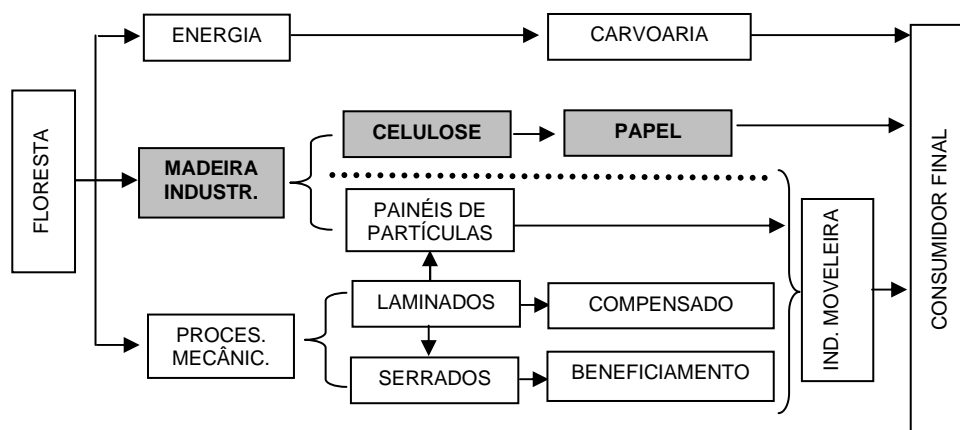 ENERGIA
CARVOARIA
FLORESTA
MADEIRA
INDUSTR.
CELULOSE
PAPEL
PAINÉIS DE
PARTÍCULAS
LAMINADOS
COMPENSADO
PROCES.
MECÂNIC.
SERRADOS
BENEFICIAMENTO
IND. MOVELEIRA
CONSUMIDOR FINAL